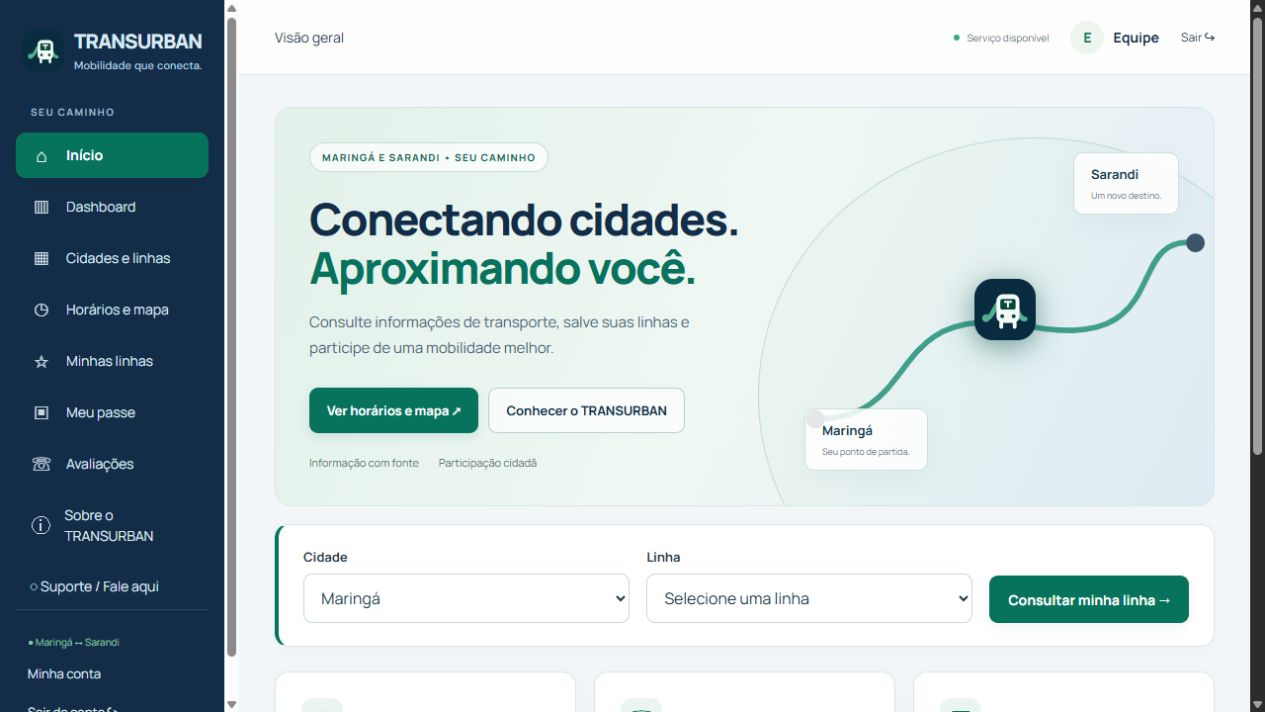 TRANSURBAN
Mobilidade que conecta.
SEU CAMINHO
Início
Dashboard
Cidades e linhas
Horários e mapa
Minhas linhas
Meu passe
Avaliações
Sobre o
TRANSURBAN
Suporte / Fale aqui
Maringá ↔ Sarandi
Minha conta
Sair da conta
Visão geral
Serviço disponível
E
Equipe
Sair ↪
MARINGÁ E SARANDI • SEU CAMINHO
Conectando cidades.
Aproximando você.
Consulte informações de transporte, salve suas linhas e
participe de uma mobilidade melhor.
Ver horários e mapa ↗
Conhecer o TRANSURBAN
Informação com fonte
Participação cidadã
Sarandi
Um novo destino.
T
Maringá
Seu ponto de partida.
Cidade
Linha
Maringá
Selecione uma linha
Consultar minha linha →